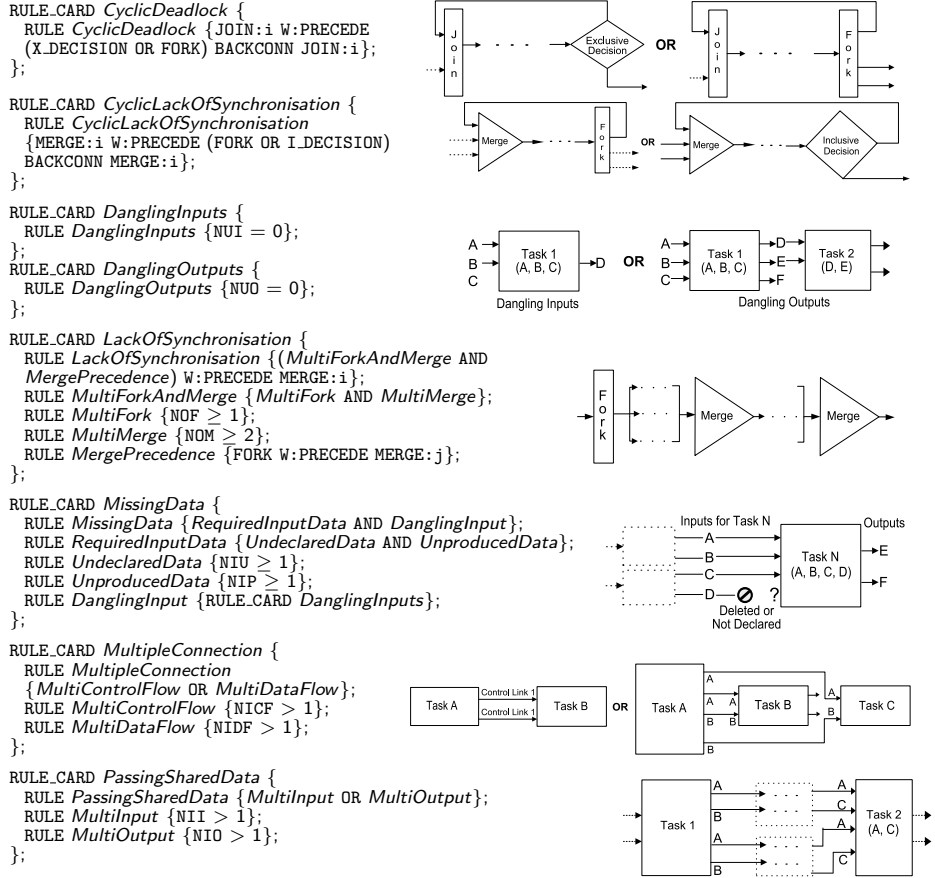 RULE_CARD CyclicDeadlock {
RULE CyclicDeadlock {JOIN:i W:PRECEDE
(X_DECISION OR FORK) BACKCONN JOIN:i};
};
Join
Exclusive
Decision
OR
Join
Fork
RULE_CARD CyclicLackOfSynchronisation {
RULE CyclicLackOfSynchronisation
{MERGE:i W:PRECEDE (FORK OR I_DECISION)
BACKCONN MERGE:i};
};
Merge
Fork
OR
Merge
Inclusive
Decision
RULE_CARD DanglingInputs {
RULE DanglingInputs {NUI = 0};
};
RULE_CARD DanglingOutputs {
RULE DanglingOutputs {NUO = 0};
};
A
B
C
Task 1
(A, B, C)
D
Dangling Inputs
OR
A
B
C
Task 1
(A, B, C)
D
E
F
Task 2
(D, E)
Dangling Outputs
RULE_CARD LackOfSynchronisation {
RULE LackOfSynchronisation {(MultiForkAndMerge AND
MergePrecedence) W:PRECEDE MERGE:i};
RULE MultiForkAndMerge {MultiFork AND MultiMerge};
RULE MultiFork {NOF ≥ 1};
RULE MultiMerge {NOM ≥ 2};
RULE MergePrecedence {FORK W:PRECEDE MERGE:j};
};
Fork
Merge
Merge
RULE_CARD MissingData {
RULE MissingData {RequiredInputData AND DanglingInput};
RULE RequiredInputData {UndeclaredData AND UnproducedData};
RULE UndeclaredData {NIU ≥ 1};
RULE UnproducedData {NIP ≥ 1};
RULE DanglingInput {RULE_CARD DanglingInputs};
};
Inputs for Task N
A
B
C
D
?
Deleted or
Not Declared
Task N
(A, B, C, D)
Outputs
E
F
RULE_CARD MultipleConnection {
RULE MultipleConnection
{MultiControlFlow OR MultiDataFlow};
RULE MultiControlFlow {NICF > 1};
RULE MultiDataFlow {NIDF > 1};
};
Task A
Control Link 1
Control Link 1
Task B
OR
Task A
A
A
A
B
B
B
Task B
A
B
Task C
RULE_CARD PassingSharedData {
RULE PassingSharedData {MultiInput OR MultiOutput};
RULE MultiInput {NII > 1};
RULE MultiOutput {NIO > 1};
};
Task 1
A
B
A
B
A
C
A
C
Task 2
(A, C)